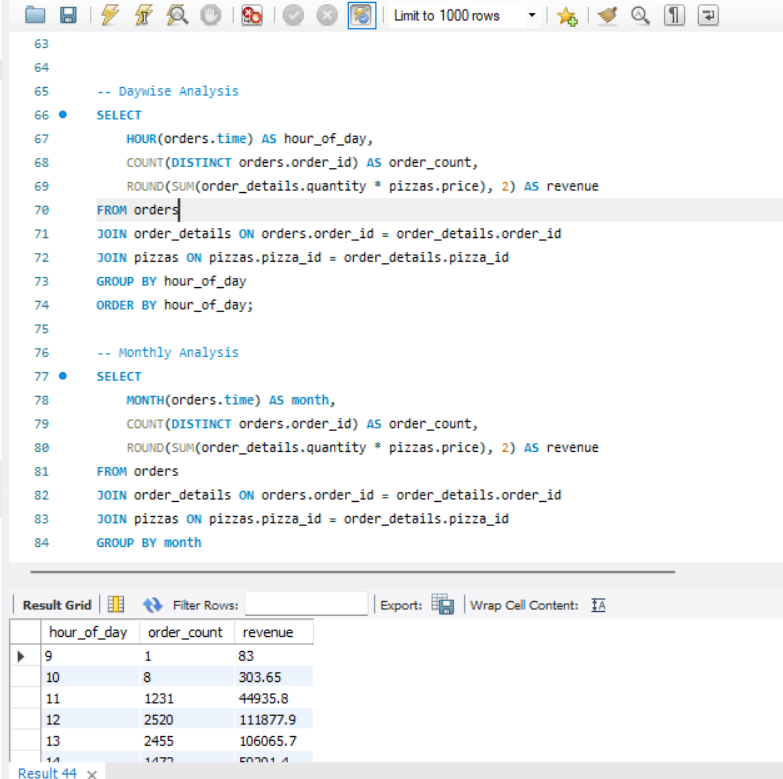 Limit to 1000 rows
63
64
65 -- Daywise Analysis
66 SELECT
67 HOUR(orders.time) AS hour_of_day,
68 COUNT(DISTINCT orders.order_id) AS order_count,
69 ROUND(SUM(order_details.quantity * pizzas.price), 2) AS revenue
70 FROM orders
71 JOIN order_details ON orders.order_id = order_details.order_id
72 JOIN pizzas ON pizzas.pizza_id = order_details.pizza_id
73 GROUP BY hour_of_day
74 ORDER BY hour_of_day;
75
76 -- Monthly Analysis
77 SELECT
78 MONTH(orders.time) AS month,
79 COUNT(DISTINCT orders.order_id) AS order_count,
80 ROUND(SUM(order_details.quantity * pizzas.price), 2) AS revenue
81 FROM orders
82 JOIN order_details ON orders.order_id = order_details.order_id
83 JOIN pizzas ON pizzas.pizza_id = order_details.pizza_id
84 GROUP BY month
Result Grid Filter Rows: Export: Wrap Cell Content: IA
hour_of_day order_count revenue
9 1 83
10 8 303.65
11 1231 44935.8
12 2520 111877.9
13 2455 106065.7
14 1472
Result 44 ×